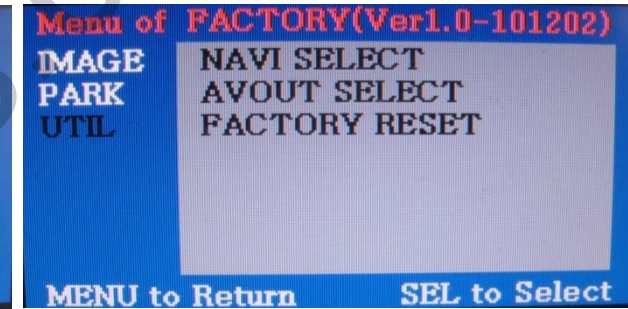 Menu of FACTORY(Ver1.0-101202)
IMAGE NAVI SELECT
PARK AVOUT SELECT
UTIL FACTORY RESET
MENU to Return SEL to Select